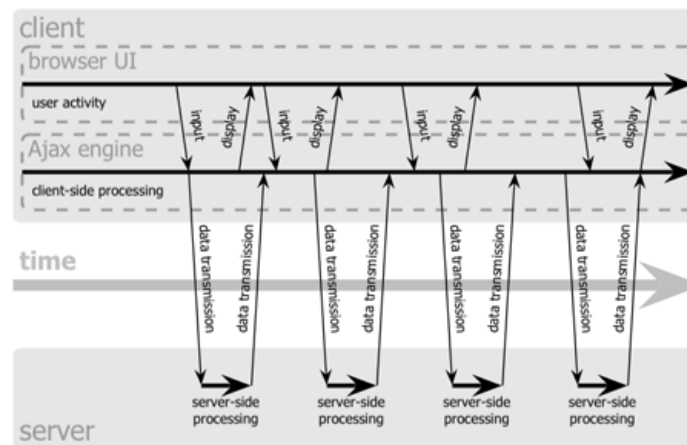 client
browser UI
user activity
input
display
input
display
input
display
input
display
Ajax engine
client-side processing
data transmission
data transmission
data transmission
data transmission
data transmission
data transmission
data transmission
data transmission
time
server-side
processing
server-side
processing
server-side
processing
server-side
processing
server